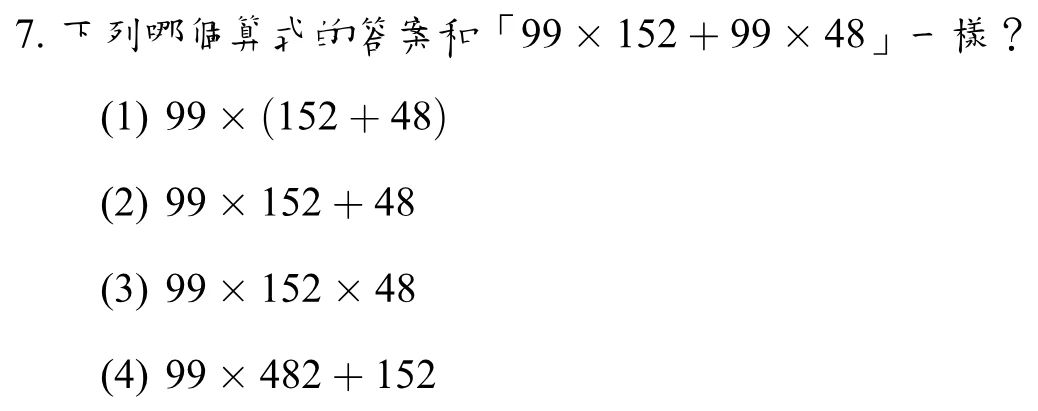 7. 下列哪個算式的答案和「99 × 152 + 99 × 48」一樣？
(1) 99 × (152 + 48)
(2) 99 × 152 + 48
(3) 99 × 152 × 48
(4) 99 × 482 + 152